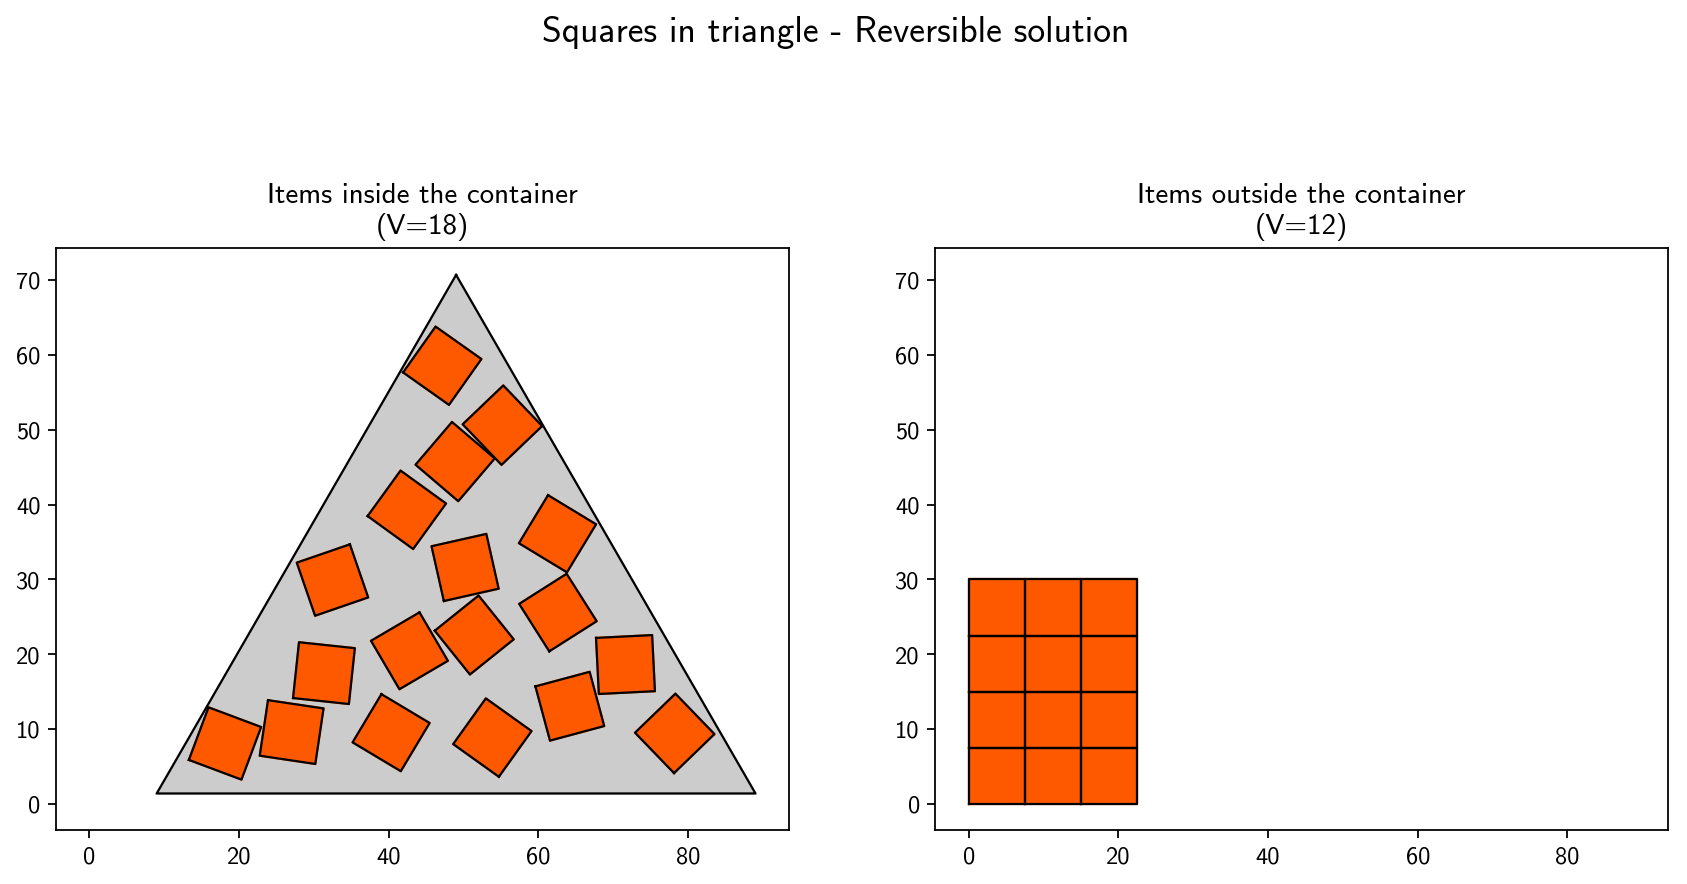 Squares in triangle - Reversible solution
Items inside the container
(V=18)
70
60
50
40
30
20
10
0
0 20 40 60 80
Items outside the container
(V=12)
70
60
50
40
30
20
10
0
0 20 40 60 80